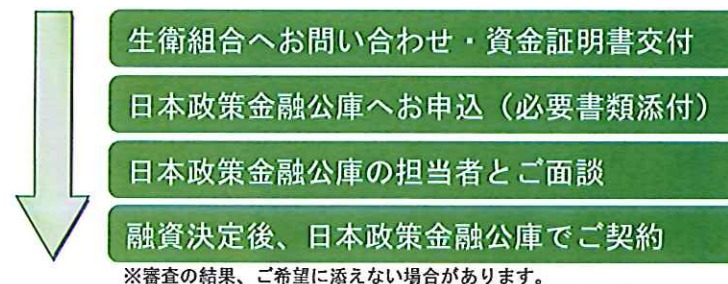 生衛組合へお問い合わせ・資金証明書交付
日本政策金融公庫へお申込（必要書類添付）
日本政策金融公庫の担当者とご面談
融資決定後、日本政策金融公庫でご契約
※審査の結果、ご希望に添えない場合があります。